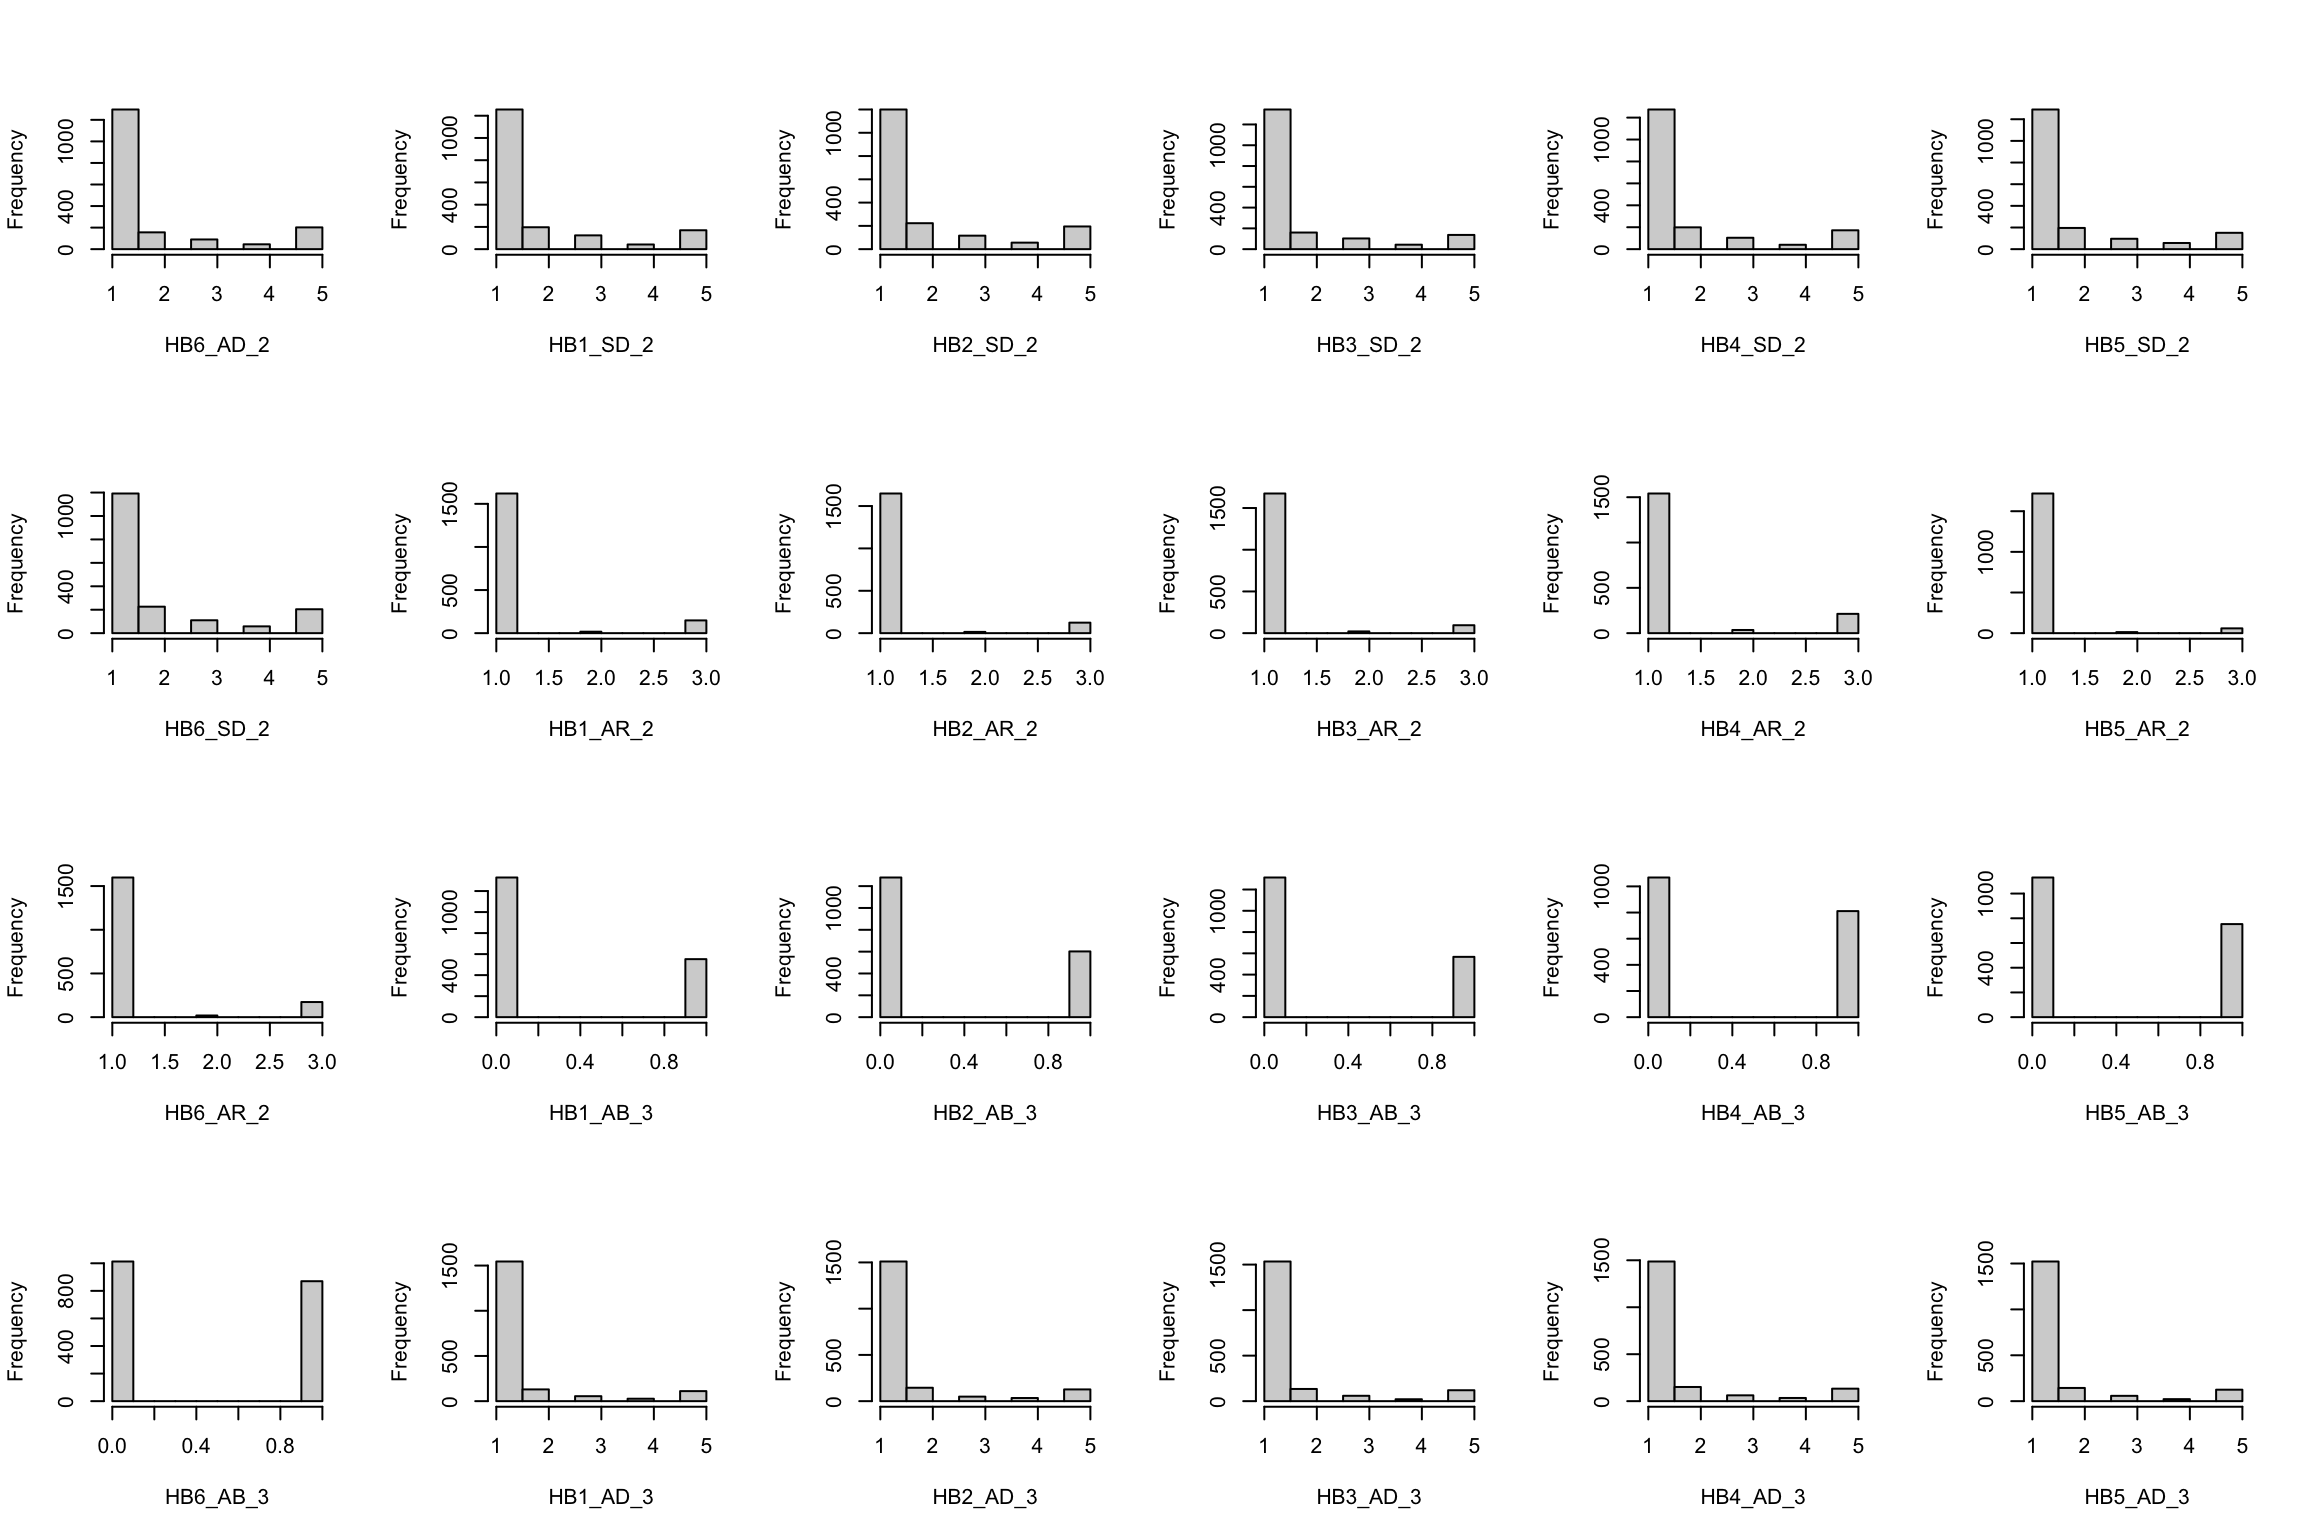 Frequency
0 400 1000
1 2 3 4 5
HB6_AD_2
Frequency
0 400 1000
1 2 3 4 5
HB1_SD_2
Frequency
0 400 1000
1 2 3 4 5
HB2_SD_2
Frequency
0 400 1000
1 2 3 4 5
HB3_SD_2
Frequency
0 400 1000
1 2 3 4 5
HB4_SD_2
Frequency
0 400 1000
1 2 3 4 5
HB5_SD_2
Frequency
0 400 1000
1 2 3 4 5
HB6_SD_2
Frequency
0 500 1500
1.0 1.5 2.0 2.5 3.0
HB1_AR_2
Frequency
0 500 1500
1.0 1.5 2.0 2.5 3.0
HB2_AR_2
Frequency
0 500 1500
1.0 1.5 2.0 2.5 3.0
HB3_AR_2
Frequency
0 500 1500
1.0 1.5 2.0 2.5 3.0
HB4_AR_2
Frequency
0 1000
1.0 1.5 2.0 2.5 3.0
HB5_AR_2
Frequency
0 500 1500
1.0 1.5 2.0 2.5 3.0
HB6_AR_2
Frequency
0 400 1000
0.0 0.4 0.8
HB1_AB_3
Frequency
0 400 1000
0.0 0.4 0.8
HB2_AB_3
Frequency
0 400 1000
0.0 0.4 0.8
HB3_AB_3
Frequency
0 400 1000
0.0 0.4 0.8
HB4_AB_3
Frequency
0 400 1000
0.0 0.4 0.8
HB5_AB_3
Frequency
0 400 800
0.0 0.4 0.8
HB6_AB_3
Frequency
0 500 1500
1 2 3 4 5
HB1_AD_3
Frequency
0 500 1500
1 2 3 4 5
HB2_AD_3
Frequency
0 500 1500
1 2 3 4 5
HB3_AD_3
Frequency
0 500 1500
1 2 3 4 5
HB4_AD_3
Frequency
0 500 1500
1 2 3 4 5
HB5_AD_3